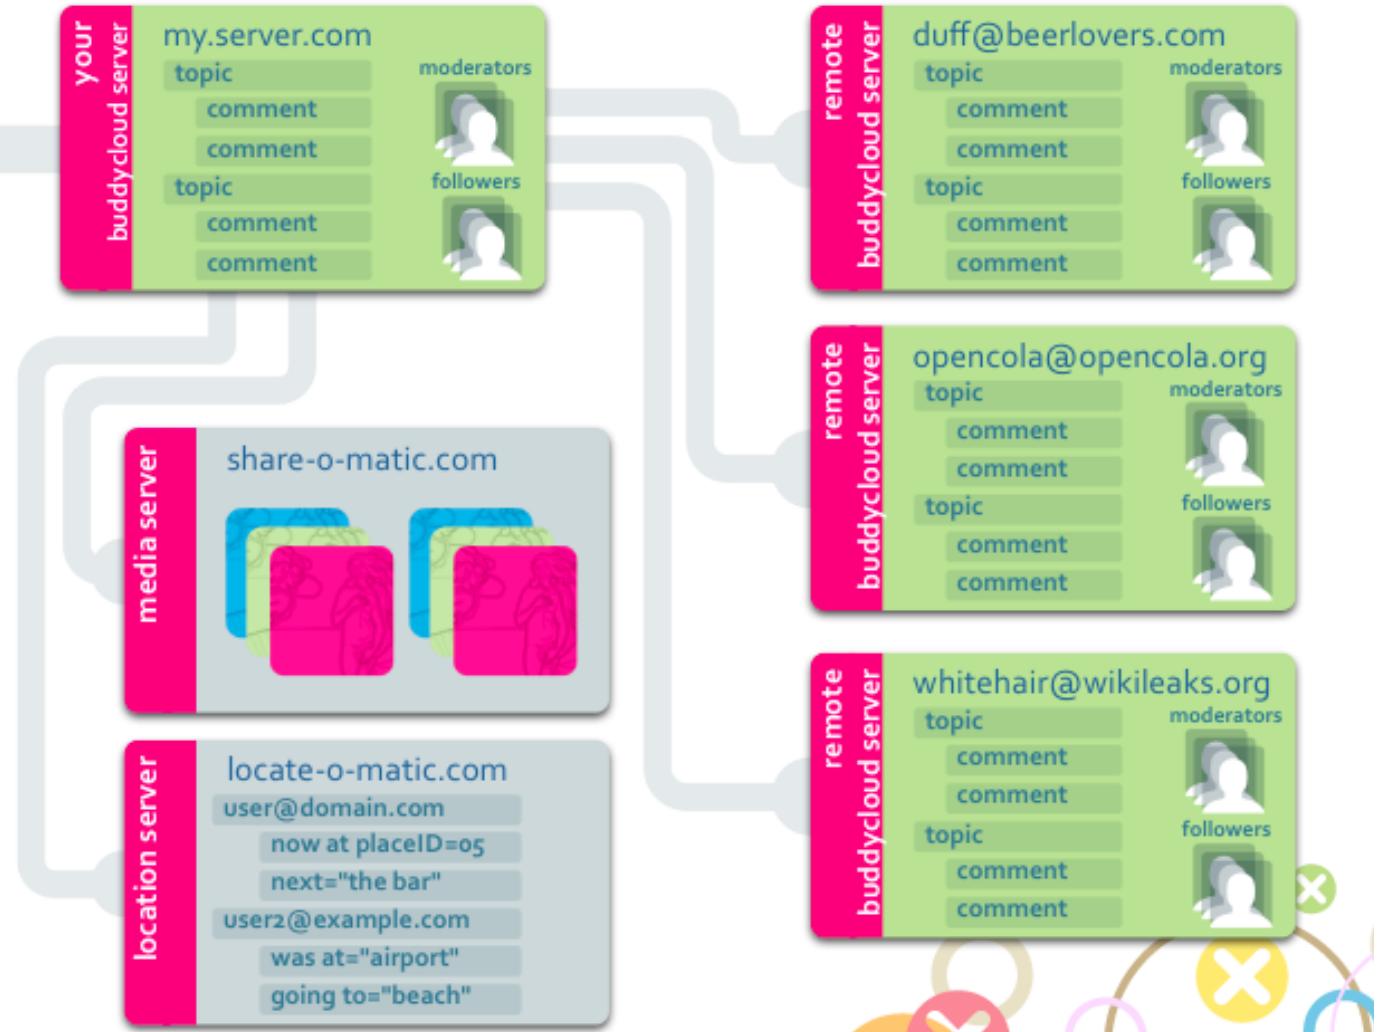 your
buddycloud server
my.server.com
topic
comment
comment
topic
comment
comment
moderators
followers
remote
buddycloud server
duff@beerlovers.com
topic
comment
comment
topic
comment
comment
moderators
followers
remote
buddycloud server
opencola@opencola.org
topic
comment
comment
topic
comment
comment
moderators
followers
media server
share-o-matic.com
remote
buddycloud server
whitehair@wikileaks.org
topic
comment
comment
topic
comment
comment
moderators
followers
location server
locate-o-matic.com
user@domain.com
now at placeID=05
next="the bar"
user2@example.com
was at="airport"
going to="beach"